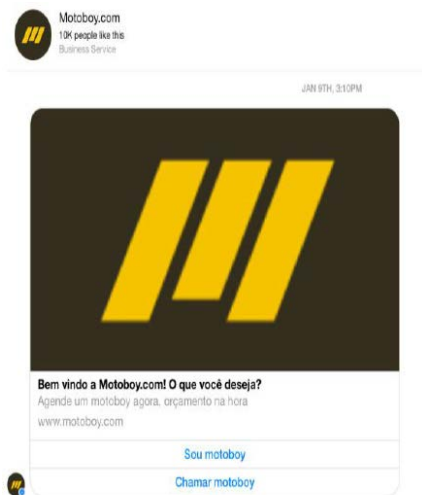 Motoboy.com
10K people like this
Business Service
JAN 9TH, 3:10PM
Bem vindo a Motoboy.com! O que você deseja?
Agende um motoboy agora, orçamento na hora
www.motoboy.com
Sou motoboy
Chamar motoboy